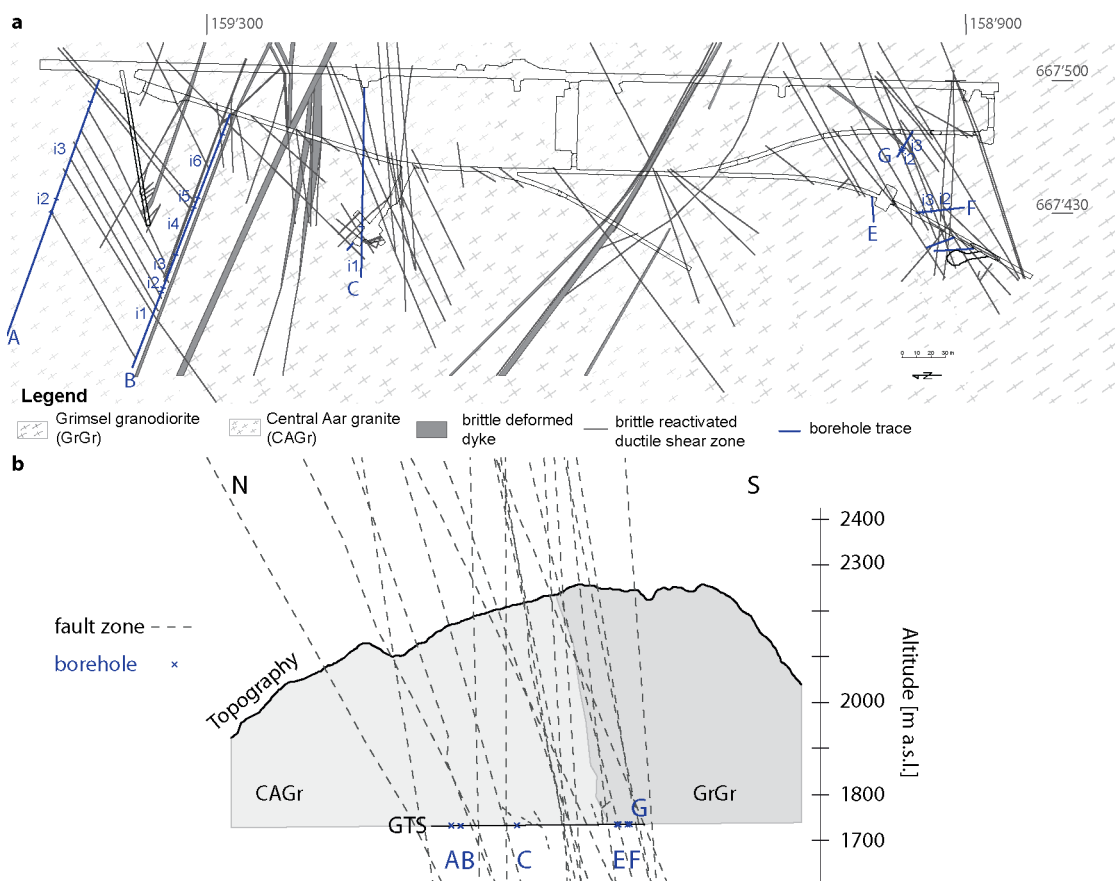 a
159'300
158'900
667'500
667'430
i3
i2
A
i6
i5
i4
i3
i2
i1
B
i1
C
G
i3
i2
i3 i2
F
E
0 10 20 30 m
N
Legend
Grimsel granodiorite
(GrGr)
Central Aar granite
(CAGr)
brittle deformed
dyke
brittle reactivated
ductile shear zone
borehole trace
b
N
S
2400
2300
2000
1800
1700
Altitude [m a.s.l.]
fault zone
borehole
Topography
CAGr
GrGr
GTS
G
AB
C
EF